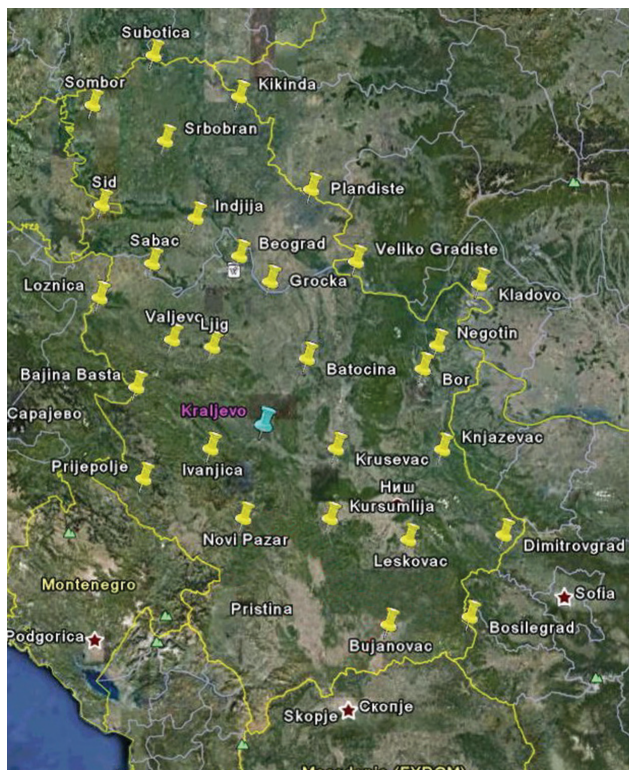 Subotica
Sombor
Kikinda
Srbobran
Sid
Plandiste
Indjija
Sabac
Beograd
Veliko Gradiste
Loznica
Grocka
Kladovo
Valjevo
Ljig
Negotin
Batocina
Bajina Basta
Bor
Сарајево
Kraljevo
Prijepolje
Ivanjica
Krusevac
Knjazevac
Ниш
Kursumlija
Novi Pazar
Leskovac
Dimitrovgrad
Montenegro
Pristina
Sofia
Podgorica
Bujanovac
Bosilegrad
Skopje
Скопје